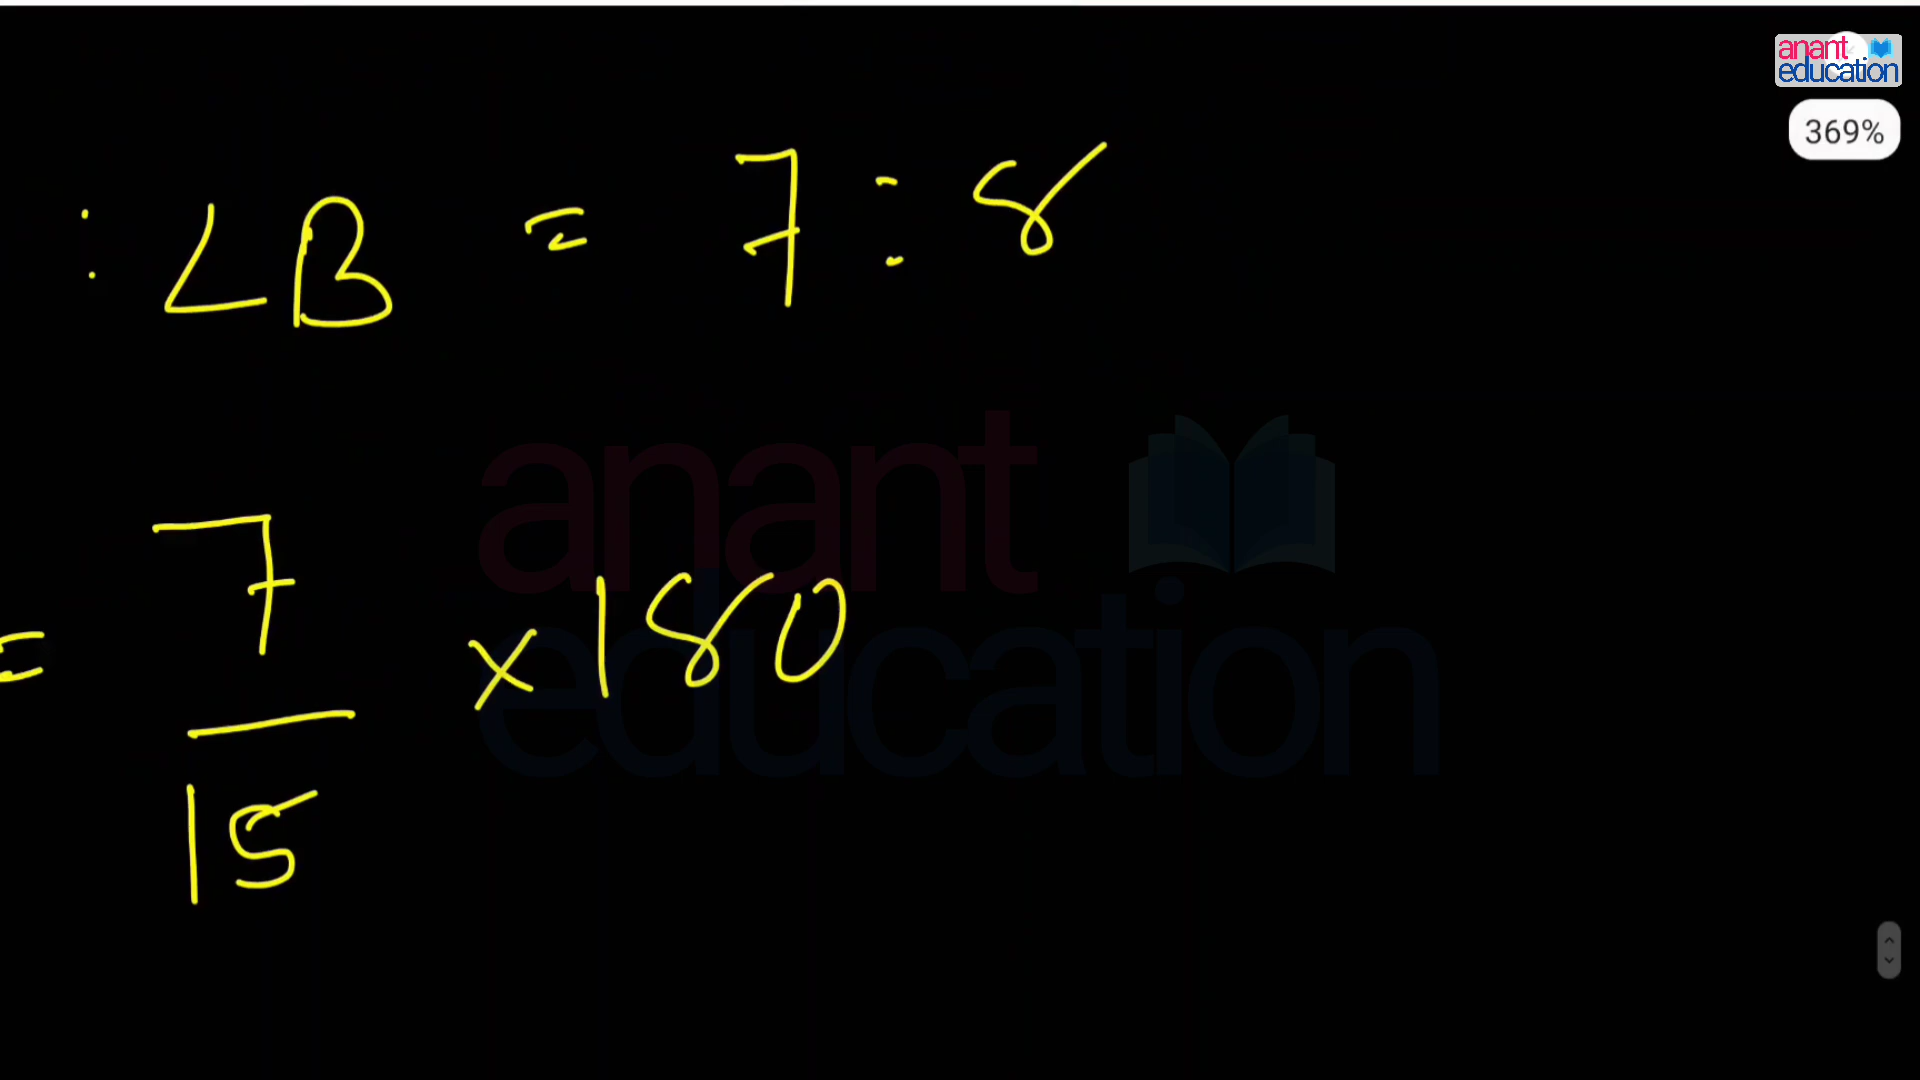 anant
education
369%
: ∠B = 7 : 8
= 7/15 × 180
anant
education